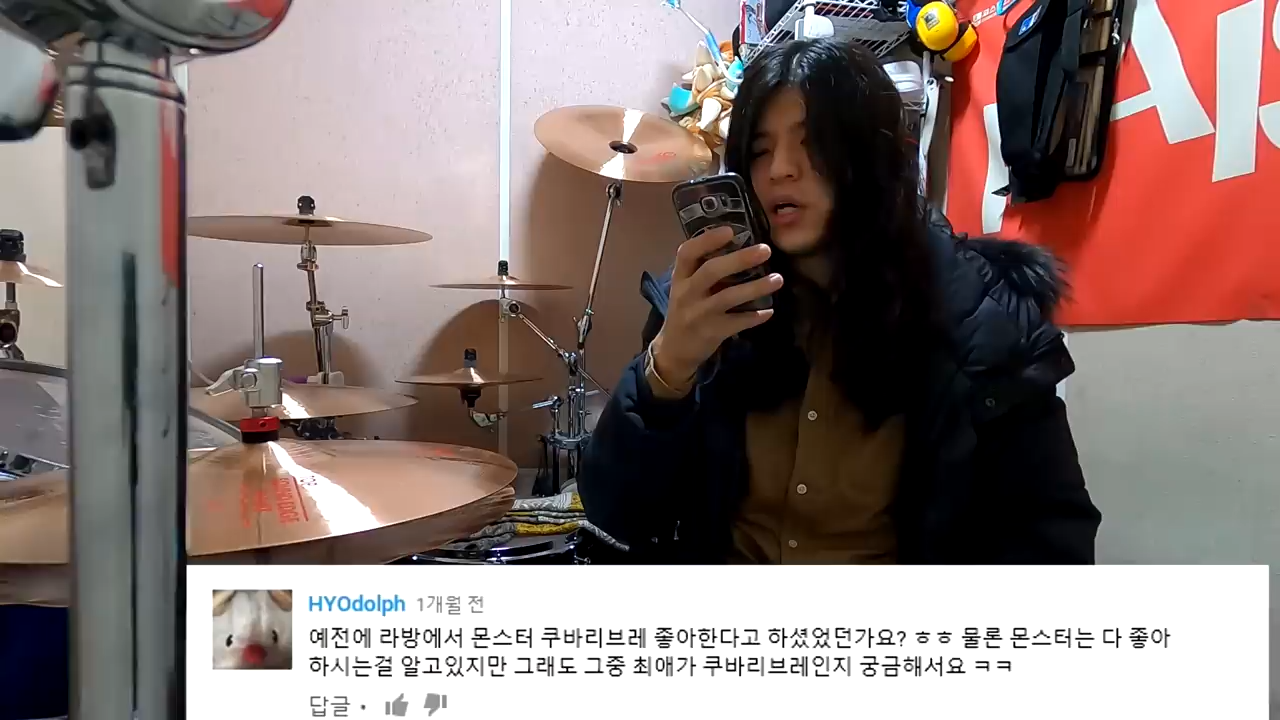 HYOdolph 1개월 전
예전에 라방에서 몬스터 쿠바리브레 좋아한다고 하셨었던가요? ㅎㅎ 물론 몬스터는 다 좋아
하시는걸 알고있지만 그래도 그중 최애가 쿠바리브레인지 궁금해서요 ㅋㅋ
답글 •